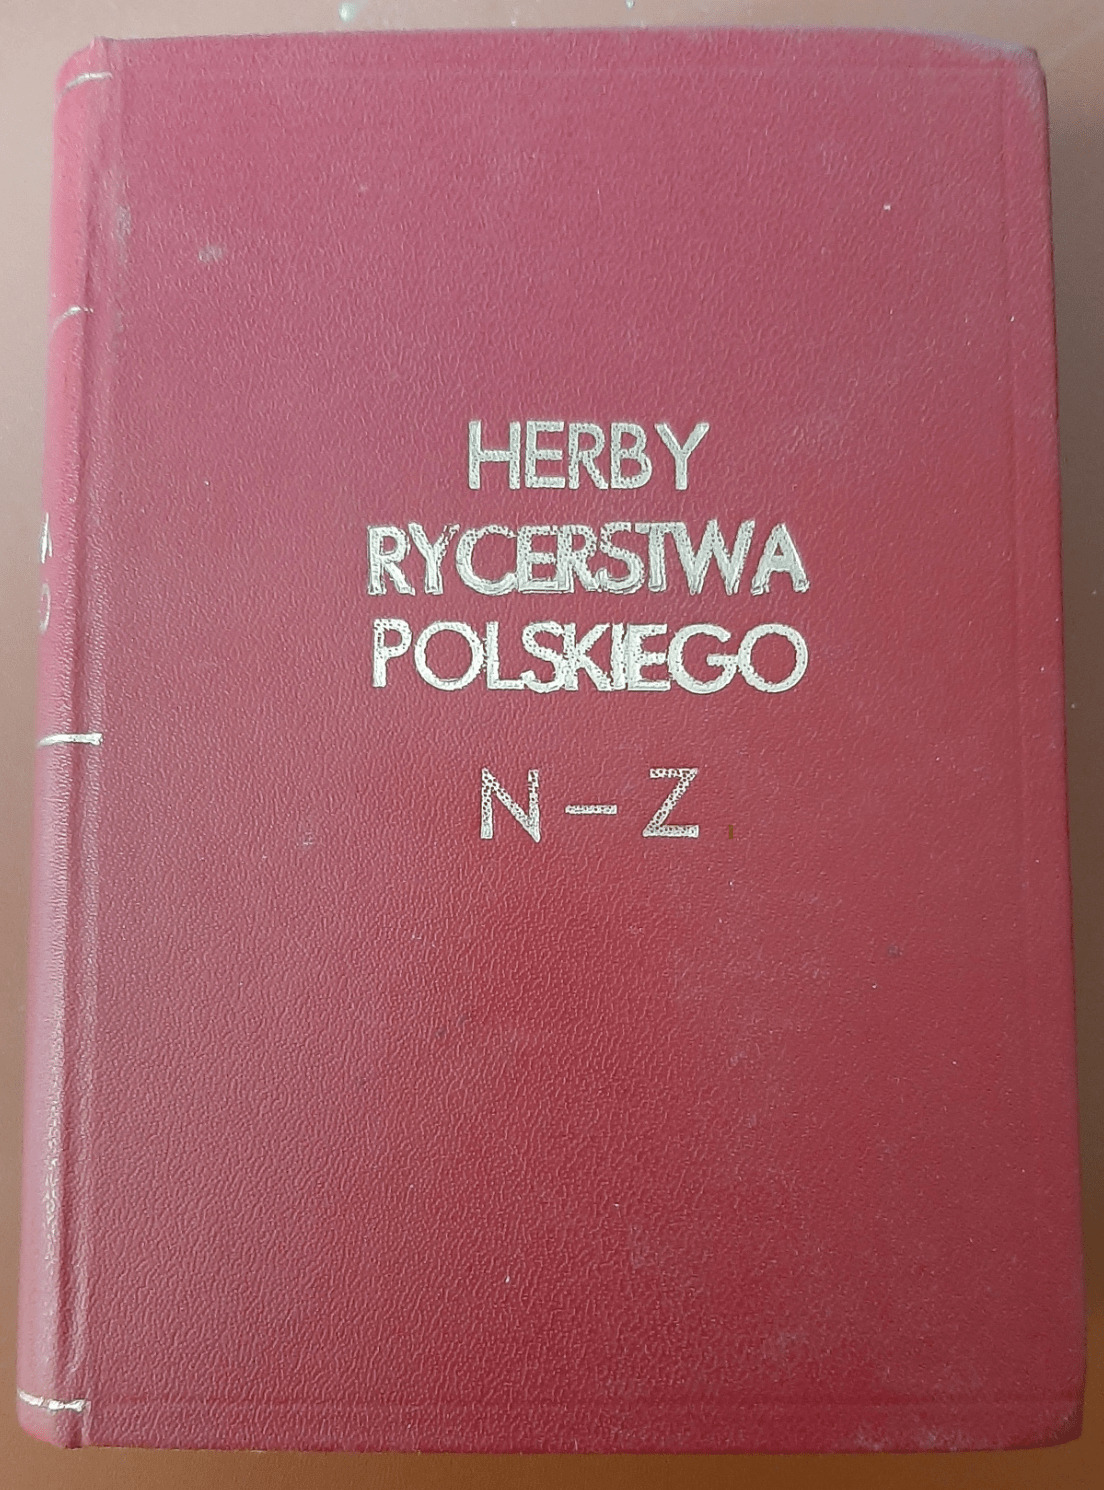 HERBY
RYCERSTWA
POLSKIEGO
N – Z